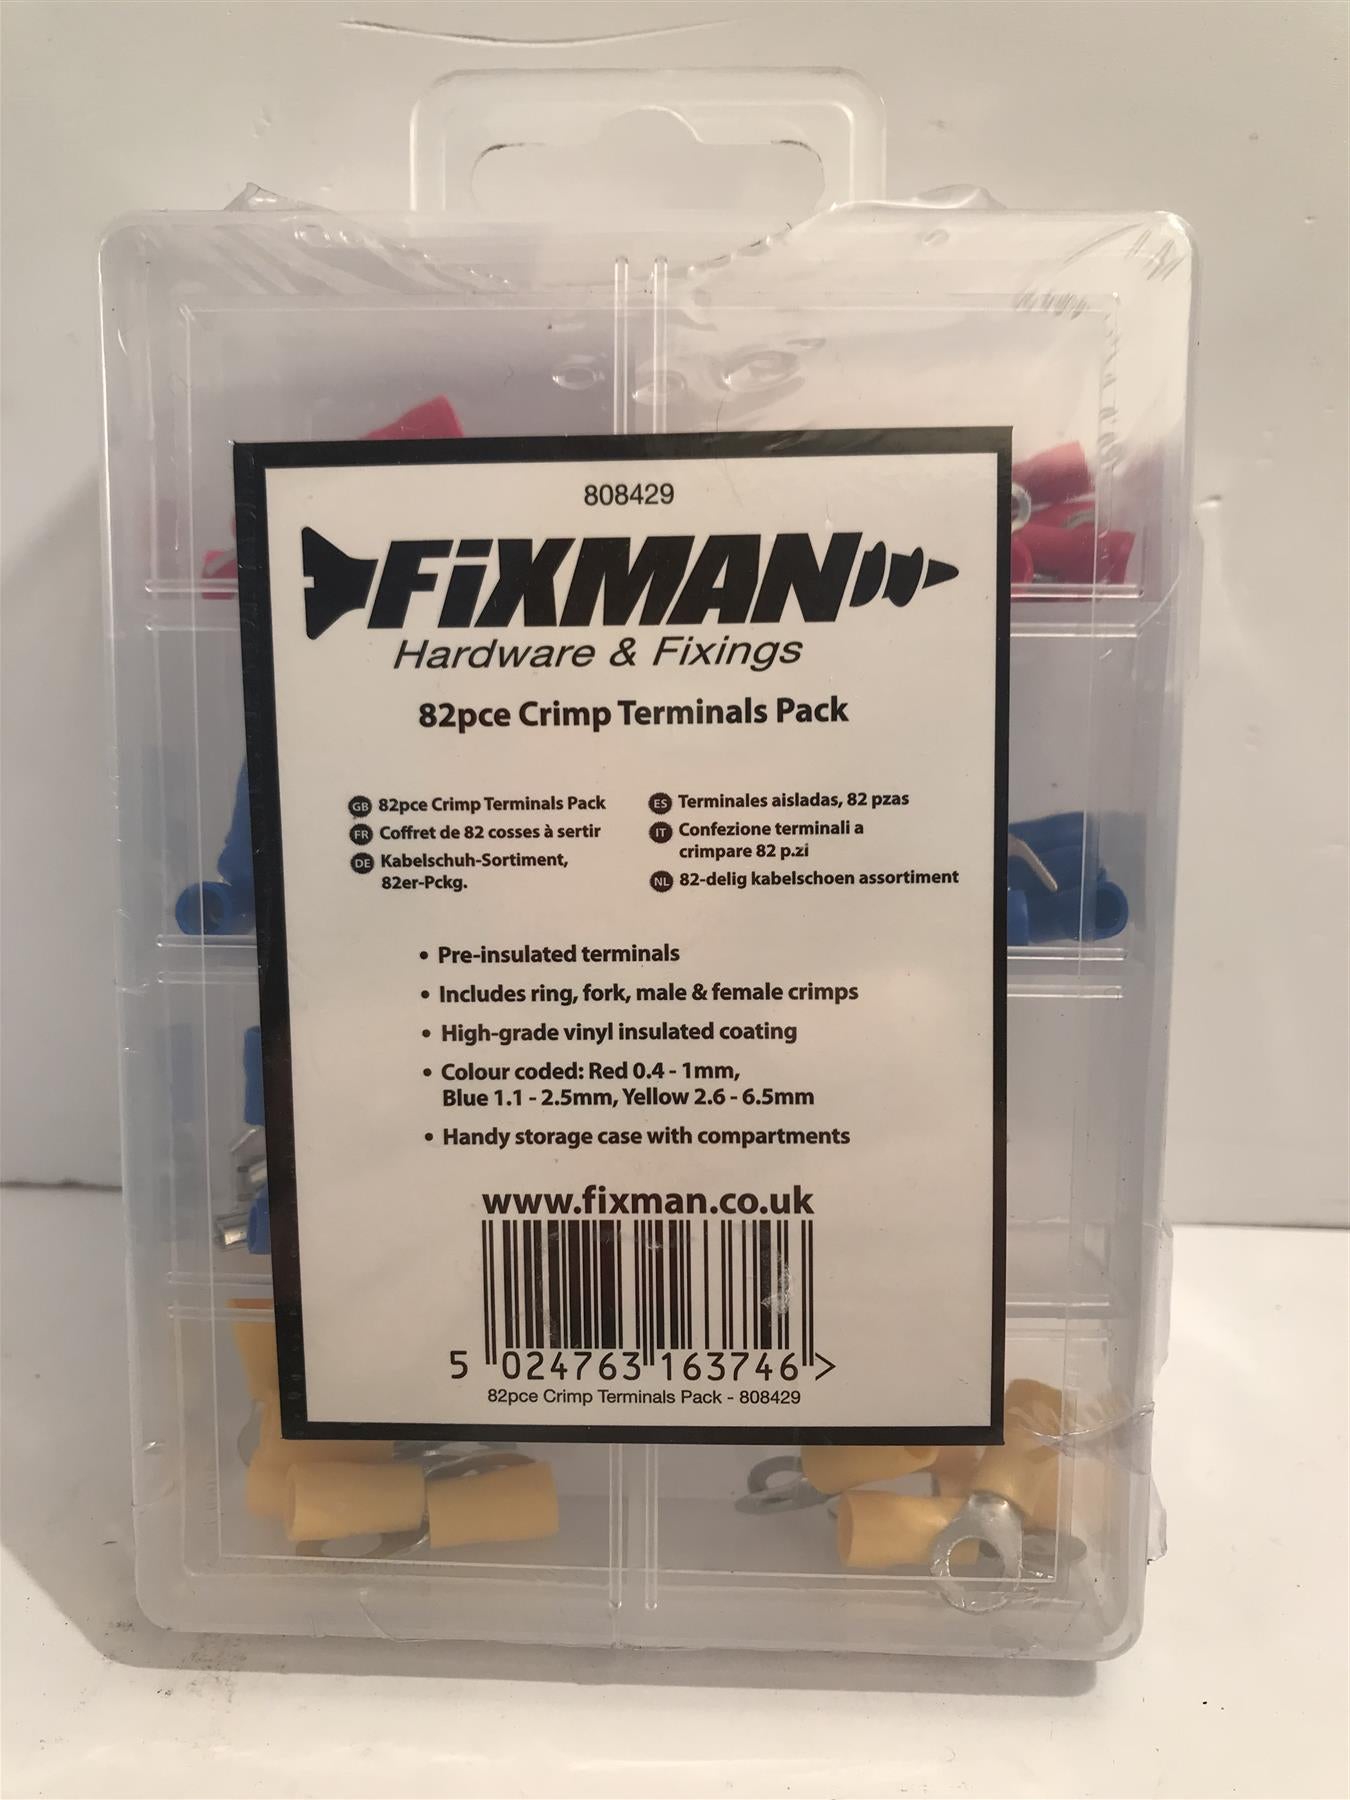 808429
FiXMAN
Hardware & Fixings
82pce Crimp Terminals Pack
GB 82pce Crimp Terminals Pack
FR Coffret de 82 cosses à sertir
DE Kabelschuh-Sortiment,
82er-Pckg.
ES Terminales aisladas, 82 pzas
IT Confezione terminali a
crimpare 82 p.zi
NL 82-delig kabelschoen assortiment
• Pre-insulated terminals
• Includes ring, fork, male & female crimps
• High-grade vinyl insulated coating
• Colour coded: Red 0.4 - 1mm,
Blue 1.1 - 2.5mm, Yellow 2.6 - 6.5mm
• Handy storage case with compartments
www.fixman.co.uk
5 024763 163746 >
82pce Crimp Terminals Pack - 808429